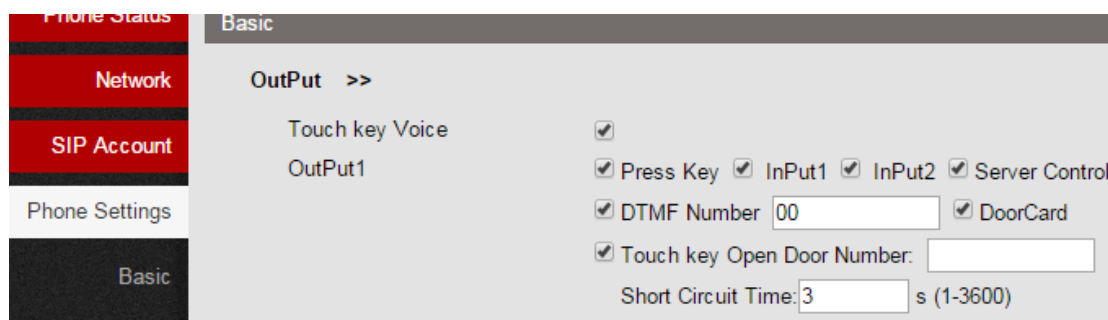 Phone Status
Network
SIP Account
Phone Settings
Basic
Basic
OutPut >>
Touch key Voice
OutPut1 Press Key InPut1 InPut2 Server Control
DTMF Number 00 DoorCard
Touch key Open Door Number:
Short Circuit Time: 3 s (1-3600)